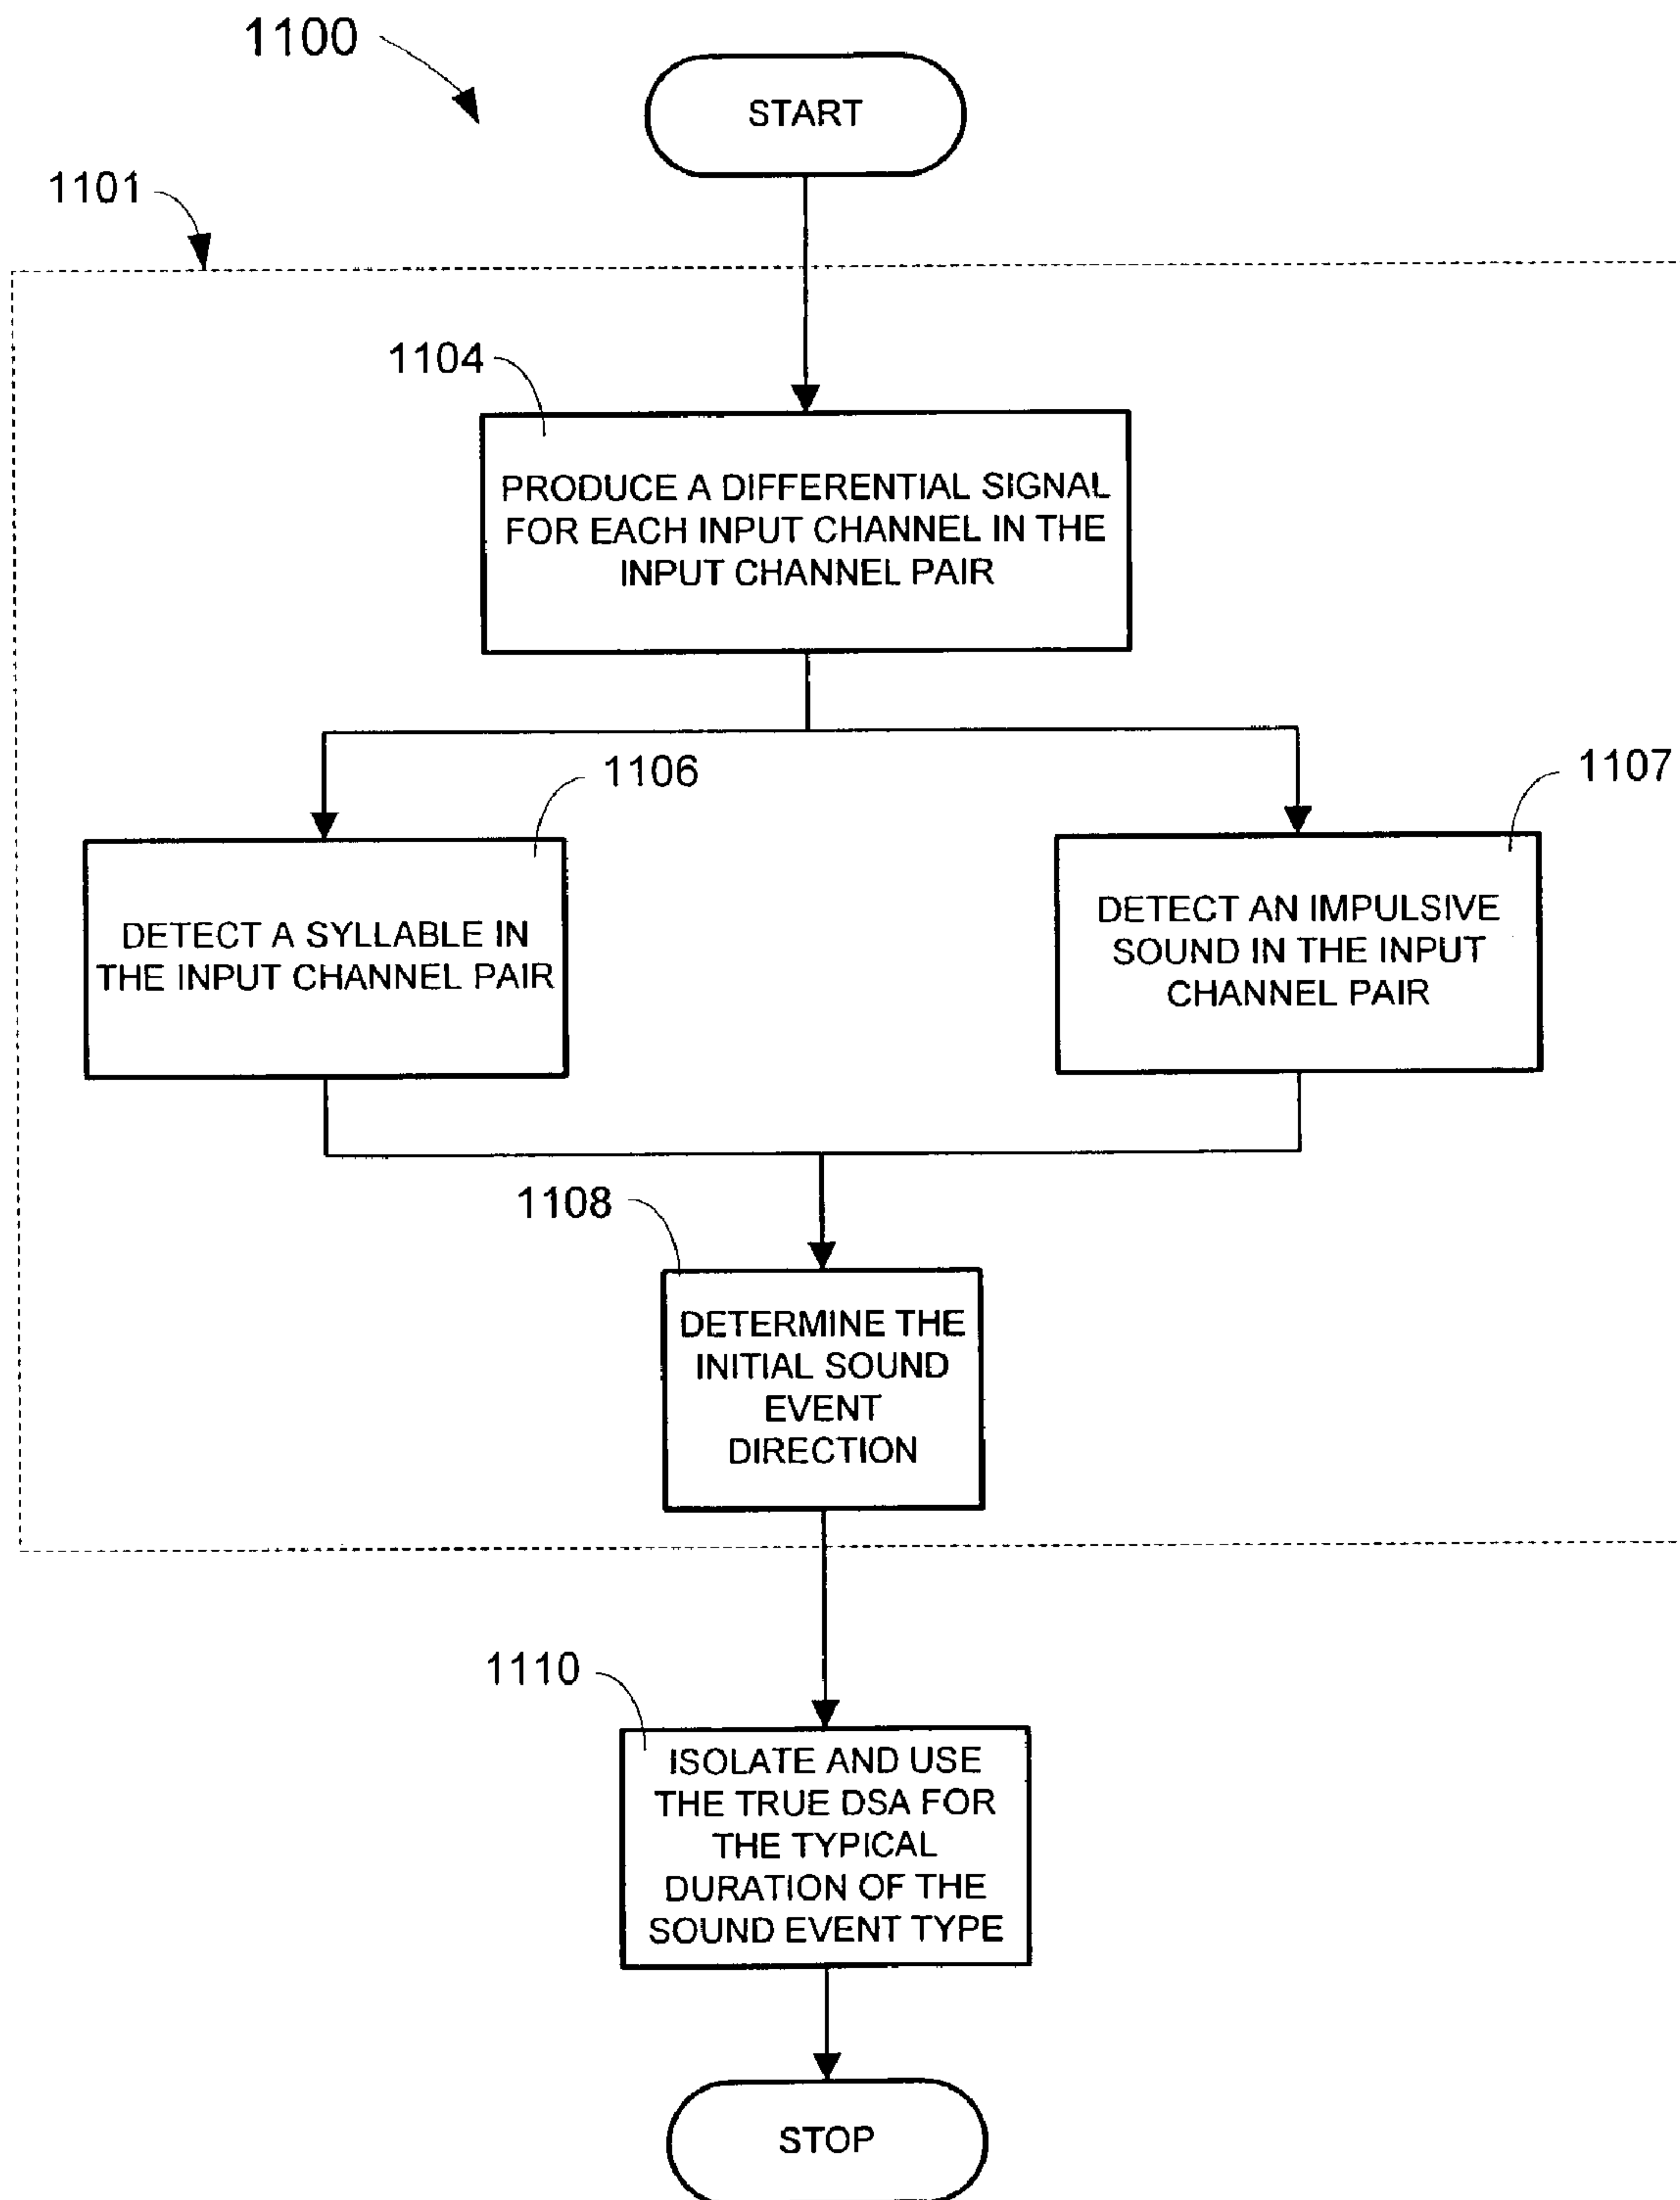 1100
START
1101
1104
PRODUCE A DIFFERENTIAL SIGNAL
FOR EACH INPUT CHANNEL IN THE
INPUT CHANNEL PAIR
1106
1107
DETECT A SYLLABLE IN
THE INPUT CHANNEL PAIR
DETECT AN IMPULSIVE
SOUND IN THE INPUT
CHANNEL PAIR
1108
DETERMINE THE
INITIAL SOUND
EVENT
DIRECTION
1110
ISOLATE AND USE
THE TRUE DSA FOR
THE TYPICAL
DURATION OF THE
SOUND EVENT TYPE
STOP